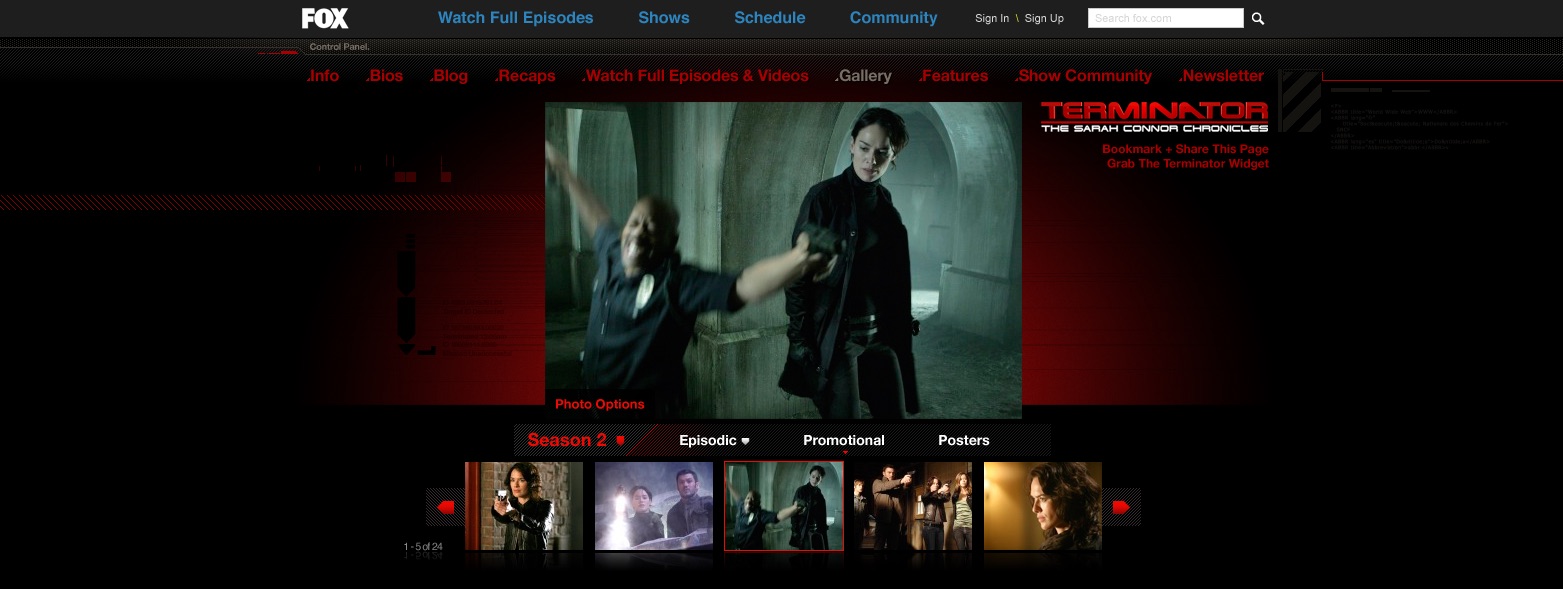 FOX
Watch Full Episodes
Shows
Schedule
Community
Sign In \ Sign Up
Search fox.com
Control Panel.
.Info
.Bios
.Blog
.Recaps
.Watch Full Episodes & Videos
.Gallery
.Features
.Show Community
.Newsletter
TERMINATOR
THE SARAH CONNOR CHRONICLES
Bookmark + Share This Page
Grab The Terminator Widget
Photo Options
Season 2
Episodic
Promotional
Posters
1 - 5 of 24